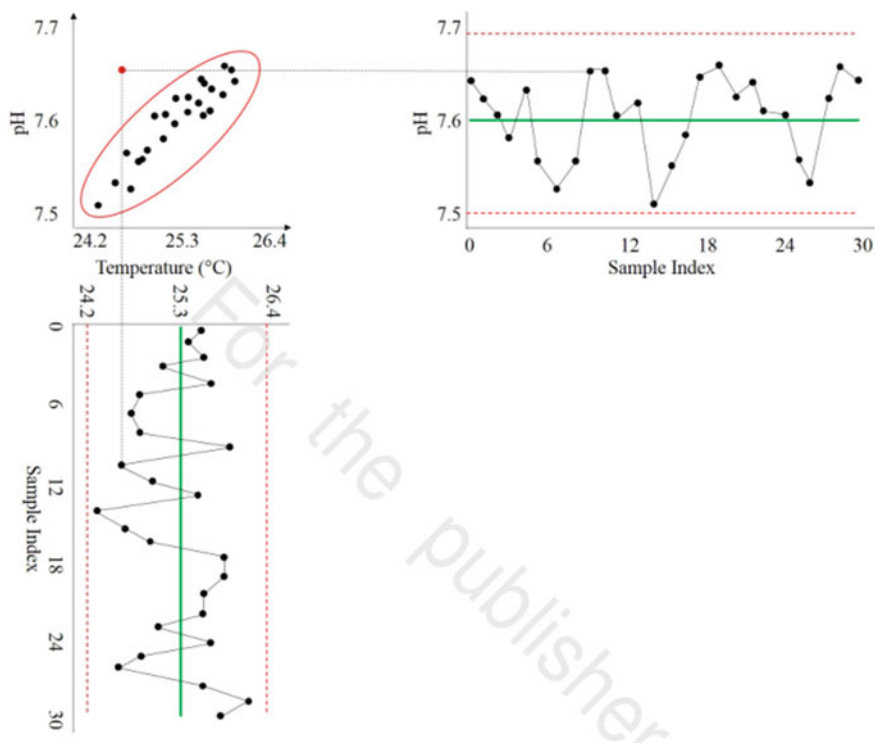 7.7
7.6
7.5
pH
24.2 25.3 26.4
Temperature (°C)
7.7
7.6
7.5
pH
0 6 12 18 24 30
Sample Index
24.2 25.3 26.4
0
6
12
18
24
30
Sample Index
For the publisher